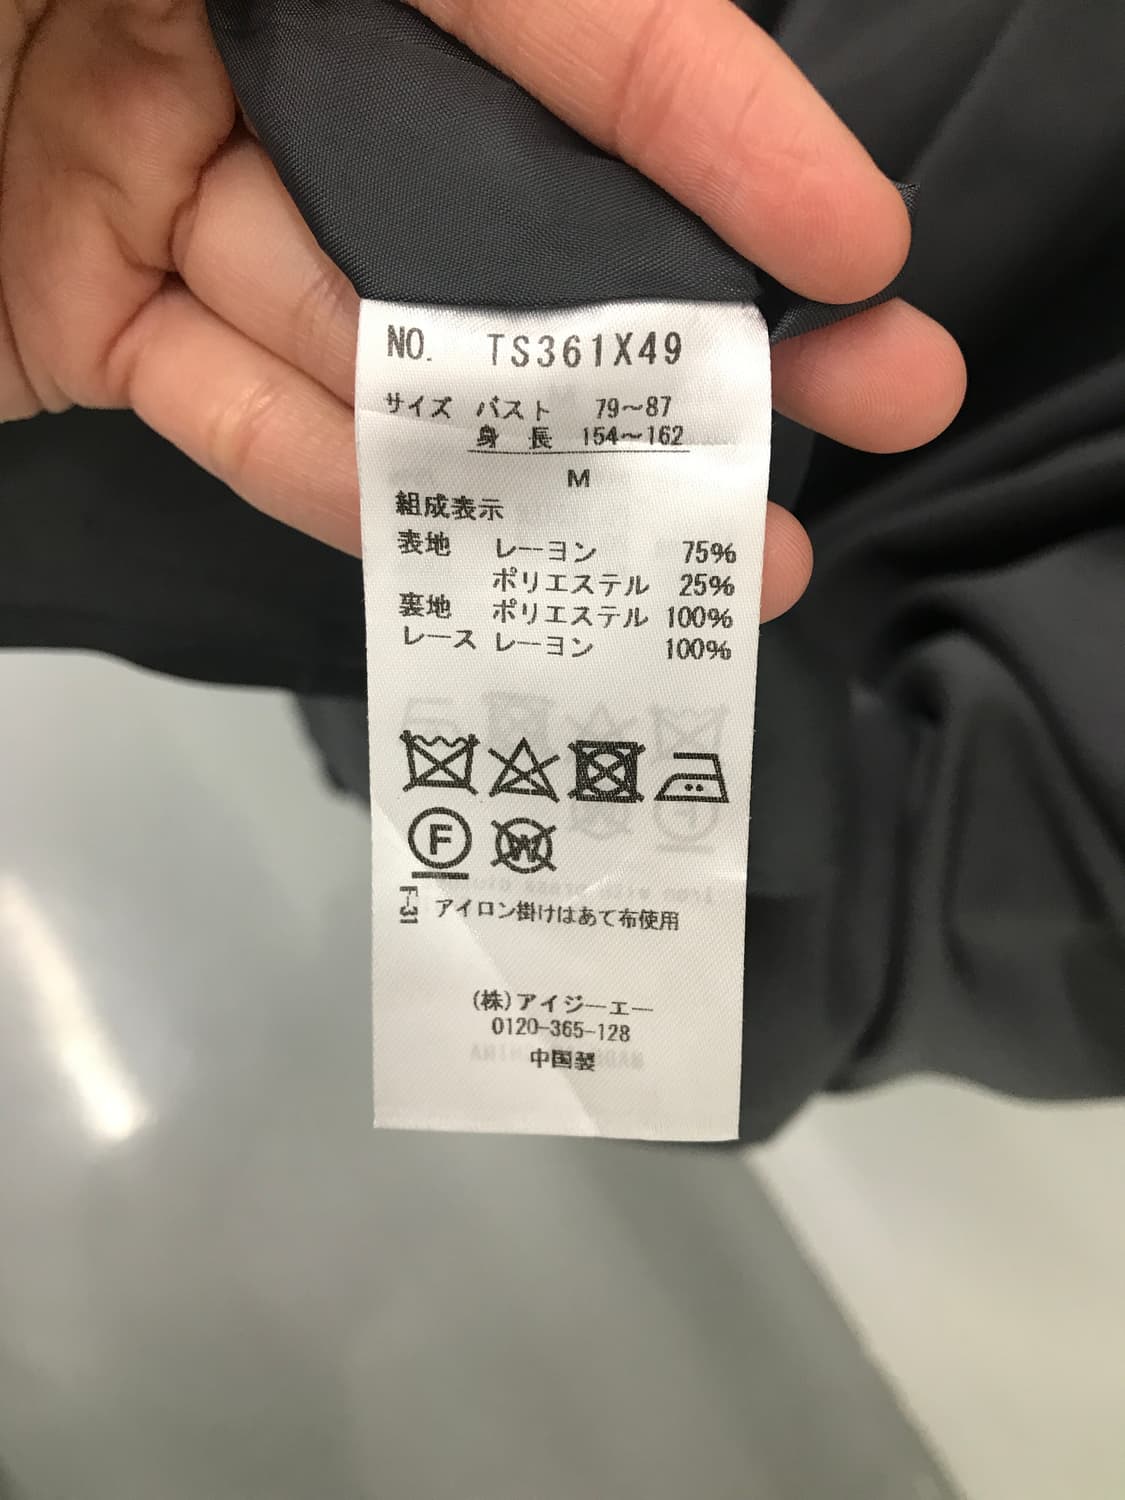 NO. TS361X49
サイズ バスト 79～87
身 長 154～162
M
組成表示
表地 レーヨン 75%
ポリエステル 25%
裏地 ポリエステル 100%
レース レーヨン 100%
F
W
F-31 アイロン掛けはあて布使用
(株)アイジーエー
0120-365-128
中国製